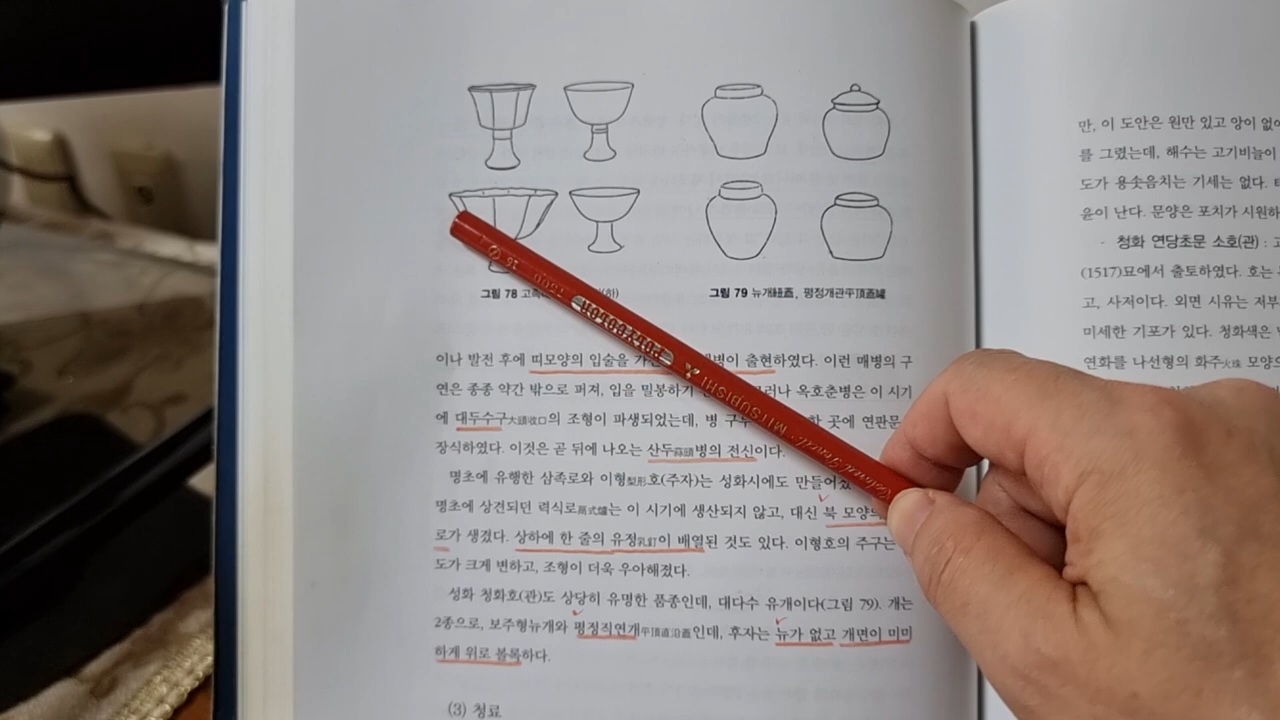 그림 78 고족 (하)
그림 79 뉴개紐蓋, 평정개관平頂蓋罐
이나 발전 후에 띠모양의 입술을 가 매병이 출현하였다. 이런 매병의 구
연은 종종 약간 밖으로 퍼져, 입을 밀봉하기 그러나 옥호춘병은 이 시기
에 대두수구大頭收口의 조형이 파생되었는데, 병 구 한 곳에 연판문
장식하였다. 이것은 곧 뒤에 나오는 산두蒜頭병의 전신이다.
명초에 유행한 삼족로와 이형梨形호(주자)는 성화시에도 만들어졌
명초에 상견되던 력식로鬲式爐는 이 시기에 생산되지 않고, 대신 북 모양의
로가 생겼다. 상하에 한 줄의 유정乳釘이 배열된 것도 있다. 이형호의 주구는
도가 크게 변하고, 조형이 더욱 우아해졌다.
성화 청화호(관)도 상당히 유명한 품종인데, 대다수 유개이다(그림 79). 개는
2종으로, 보주형뉴개와 평정직연개平頂直沿蓋인데, 후자는 뉴가 없고 개면이 미미
하게 위로 볼록하다.
(3) 청료
만, 이 도안은 원만 있고 앙이 없어
를 그렸는데, 해수는 고기비늘이
도가 용솟음치는 기세는 없다. 태
윤이 난다. 문양은 포치가 시원하
· 청화 연당초문 소호(관) : 고
(1517)묘에서 출토하였다. 호는
고, 사저이다. 외면 시유는 저부
미세한 기포가 있다. 청화색은
연화를 나선형의 화주火珠 모양
7500 POLYCOLOR MITSUBISHI · Colored Pencil